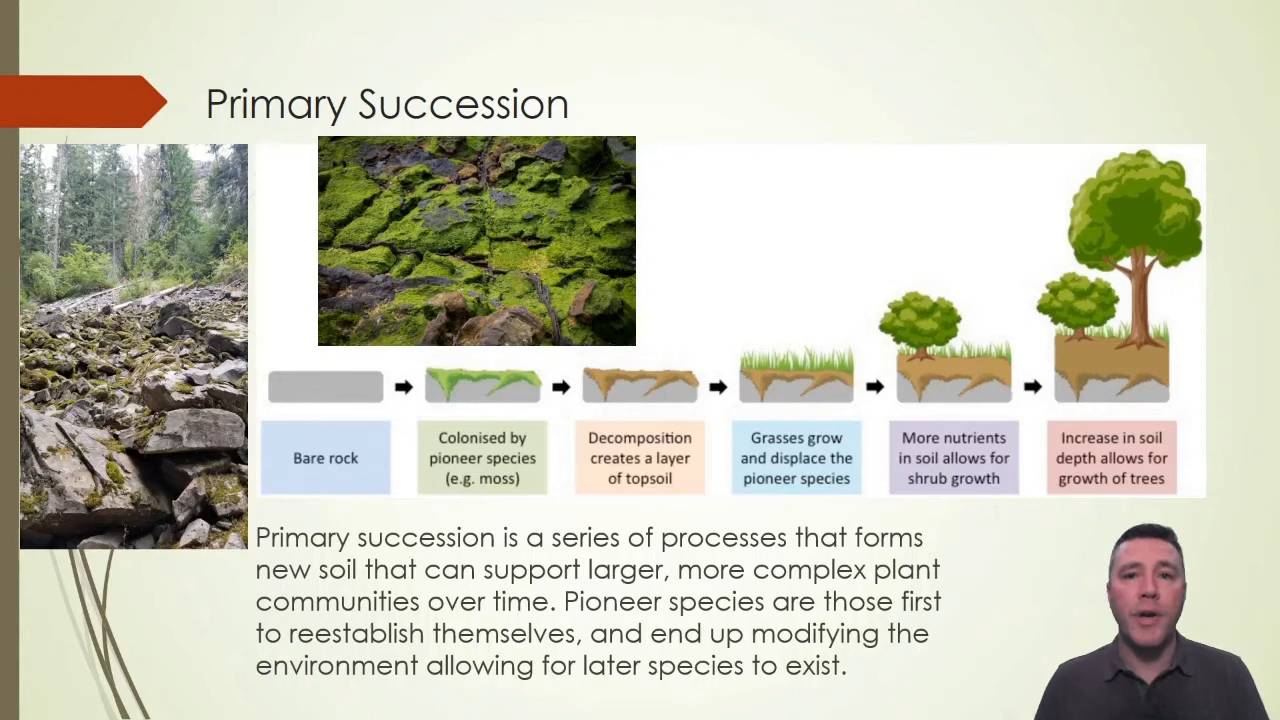 Primary Succession
Bare rock
Colonised by
pioneer species
(e.g. moss)
Decomposition
creates a layer
of topsoil
Grasses grow
and displace the
pioneer species
More nutrients
in soil allows for
shrub growth
Increase in soil
depth allows for
growth of trees
Primary succession is a series of processes that forms
new soil that can support larger, more complex plant
communities over time. Pioneer species are those first
to reestablish themselves, and end up modifying the
environment allowing for later species to exist.